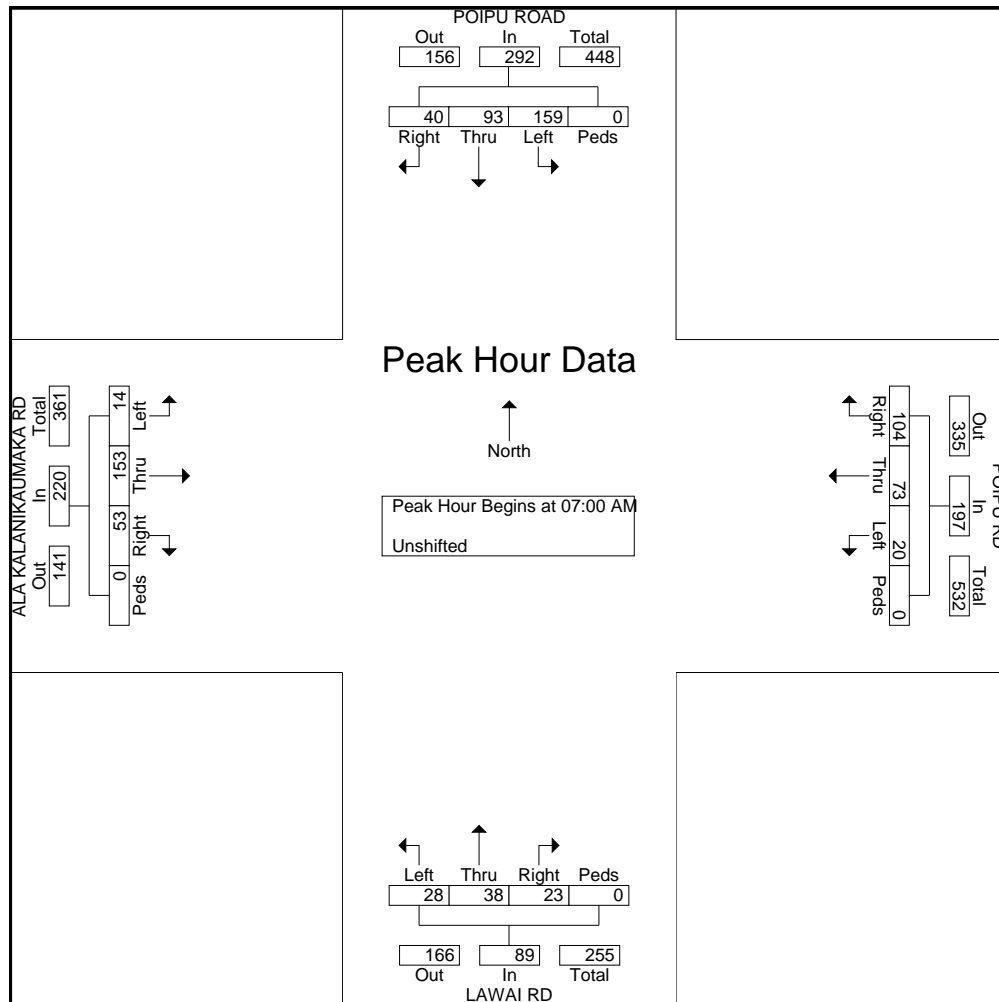 POIPU ROAD
Out In Total
156 292 448
40 93 159 0
Right Thru Left Peds
Peak Hour Data
North
Peak Hour Begins at 07:00 AM
Unshifted
ALA KALANIKAUMAKA RD
Out In Total
141 220 361
0 53 153 14
Peds Right Thru Left
POIPU RD
Out In Total
335 197 532
104 73 20 0
Right Thru Left Peds
Left Thru Right Peds
28 38 23 0
166 89 255
Out In Total
LAWAI RD